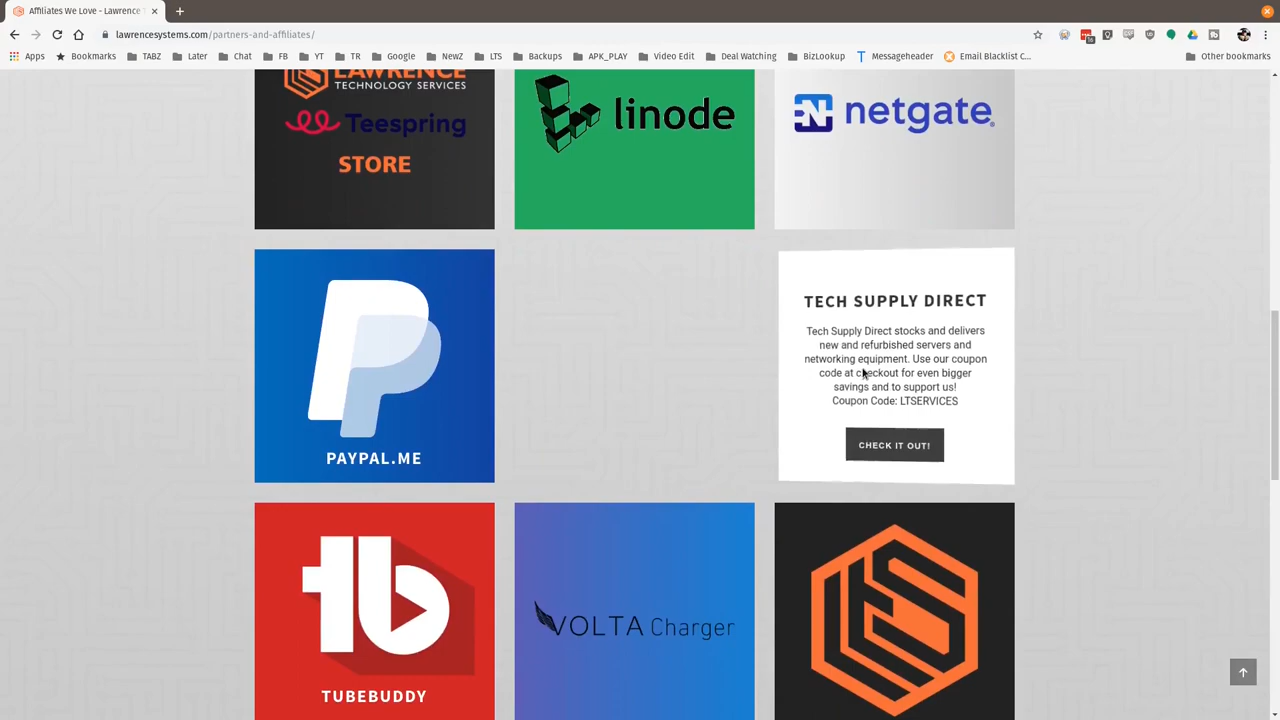 Affiliates We Love - Lawrence T
lawrencesystems.com/partners-and-affiliates/
Apps Bookmarks TABZ Later Chat FB YT TR Google NewZ LTS Backups APK_PLAY Video Edit Deal Watching BizLookup Messageheader Email Blacklist C... Other bookmarks
LAWRENCE
TECHNOLOGY SERVICES
Teespring
STORE
linode
netgate
PAYPAL.ME
TECH SUPPLY DIRECT
Tech Supply Direct stocks and delivers
new and refurbished servers and
networking equipment. Use our coupon
code at checkout for even bigger
savings and to support us!
Coupon Code: LTSERVICES
CHECK IT OUT!
tb
TUBEBUDDY
VOLTA Charger